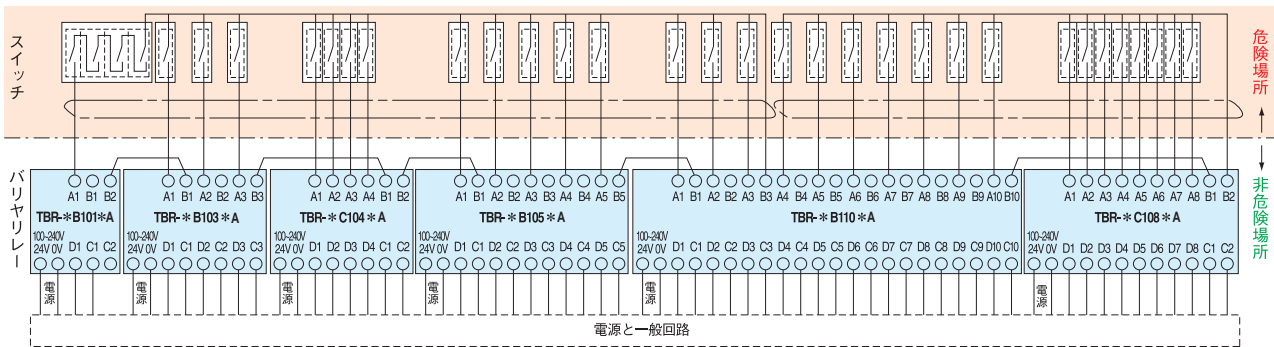 スイッチ
危険場所
バリヤリレー
非危険場所
A1 B1 B2
TBR-＊B101＊A
100-240V
24V 0V D1 C1 C2
電源
A1 B1 A2 B2 A3 B3
TBR-＊B103＊A
100-240V
24V 0V D1 C1 D2 C2 D3 C3
電源
A1 A2 A3 A4 B1 B2
TBR-＊C104＊A
100-240V
24V 0V D1 D2 D3 D4 C1 C2
電源
A1 B1 A2 B2 A3 B3 A4 B4 A5 B5
TBR-＊B105＊A
100-240V
24V 0V D1 C1 D2 C2 D3 C3 D4 C4 D5 C5
電源
A1 B1 A2 B2 A3 B3 A4 B4 A5 B5 A6 B6 A7 B7 A8 B8 A9 B9 A10 B10
TBR-＊B110＊A
100-240V
24V 0V D1 C1 D2 C2 D3 C3 D4 C4 D5 C5 D6 C6 D7 C7 D8 C8 D9 C9 D10 C10
電源
A1 A2 A3 A4 A5 A6 A7 A8 B1 B2
TBR-＊C108＊A
100-240V
24V 0V D1 D2 D3 D4 D5 D6 D7 D8 C1 C2
電源
電源と一般回路